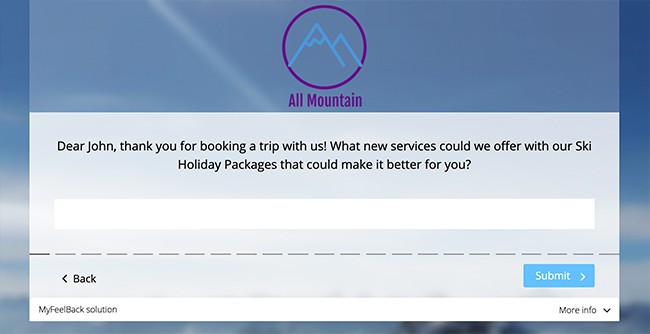 All Mountain
Dear John, thank you for booking a trip with us! What new services could we offer with our Ski
Holiday Packages that could make it better for you?
Back
Submit
MyFeelBack solution
More info